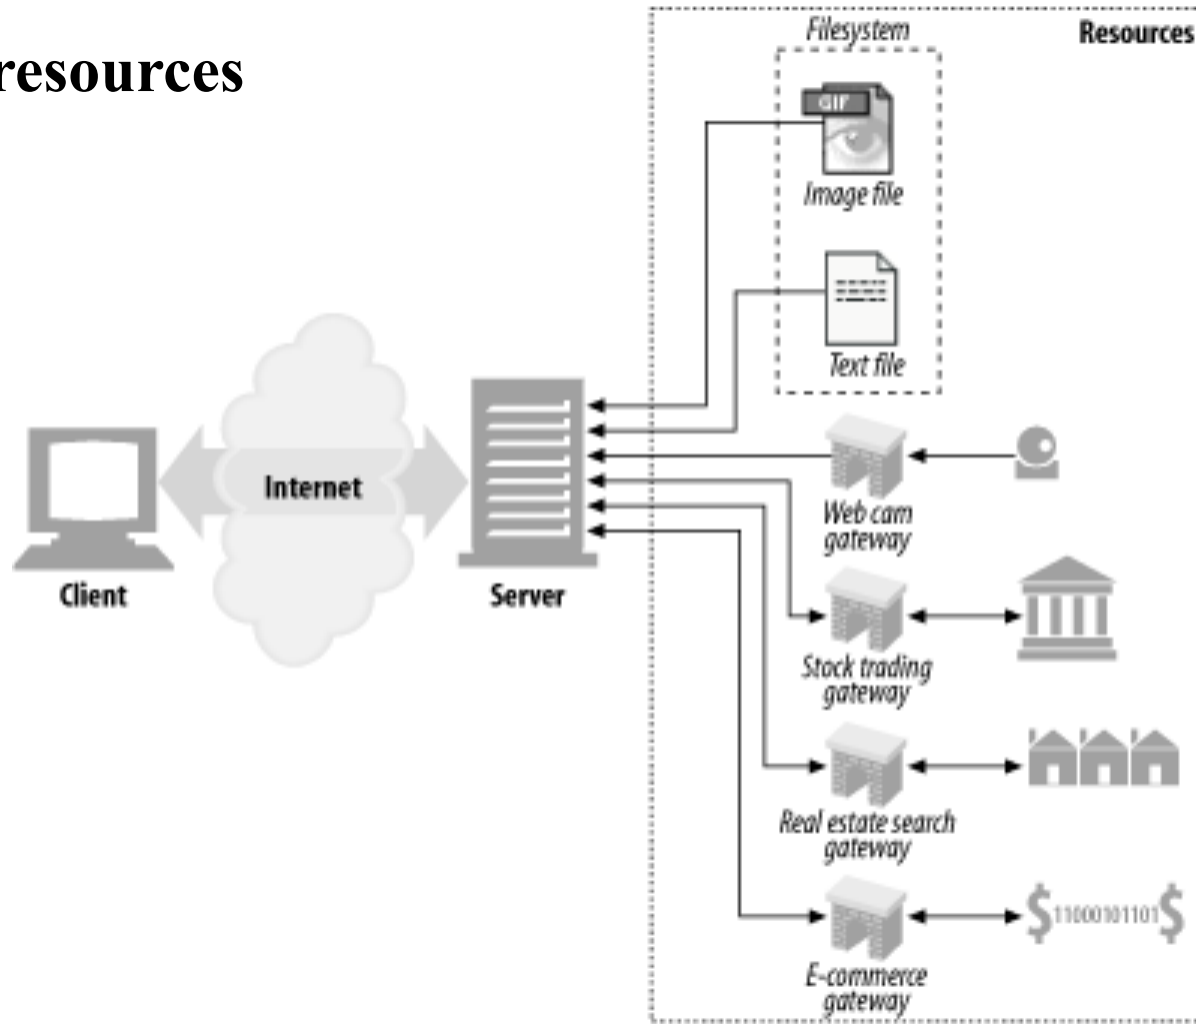 resources
Filesystem
Resources
GIF
Image file
Text file
Internet
Client
Server
Web cam
gateway
Stock trading
gateway
Real estate search
gateway
E-commerce
gateway
$11000101101$